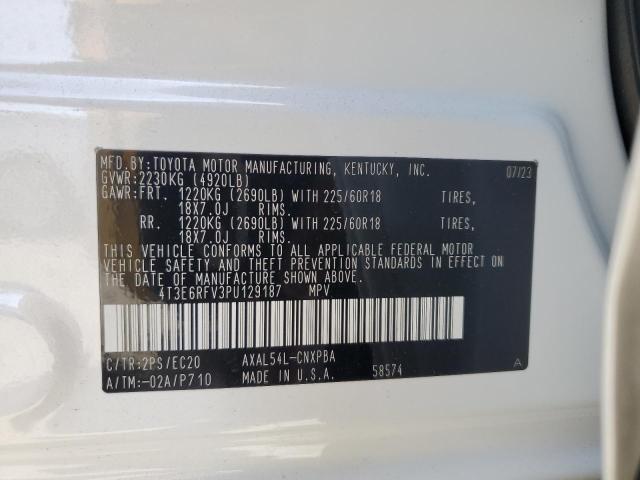 MFD.BY:TOYOTA MOTOR MANUFACTURING, KENTUCKY, INC. 07/23
GVWR:2230KG (4920LB)
GAWR:FRT. 1220KG (2690LB) WITH 225/60R18 TIRES,
18X7.0J RIMS.
RR. 1220KG (2690LB) WITH 225/60R18 TIRES,
18X7.0J RIMS.
THIS VEHICLE CONFORMS TO ALL APPLICABLE FEDERAL MOTOR
VEHICLE SAFETY AND THEFT PREVENTION STANDARDS IN EFFECT ON
THE DATE OF MANUFACTURE SHOWN ABOVE.
4T3E6RFV3PU129187 MPV
C/TR:2PS/EC20 AXAL54L-CNXPBA A
A/TM:-02A/P710 MADE IN U.S.A. 58574